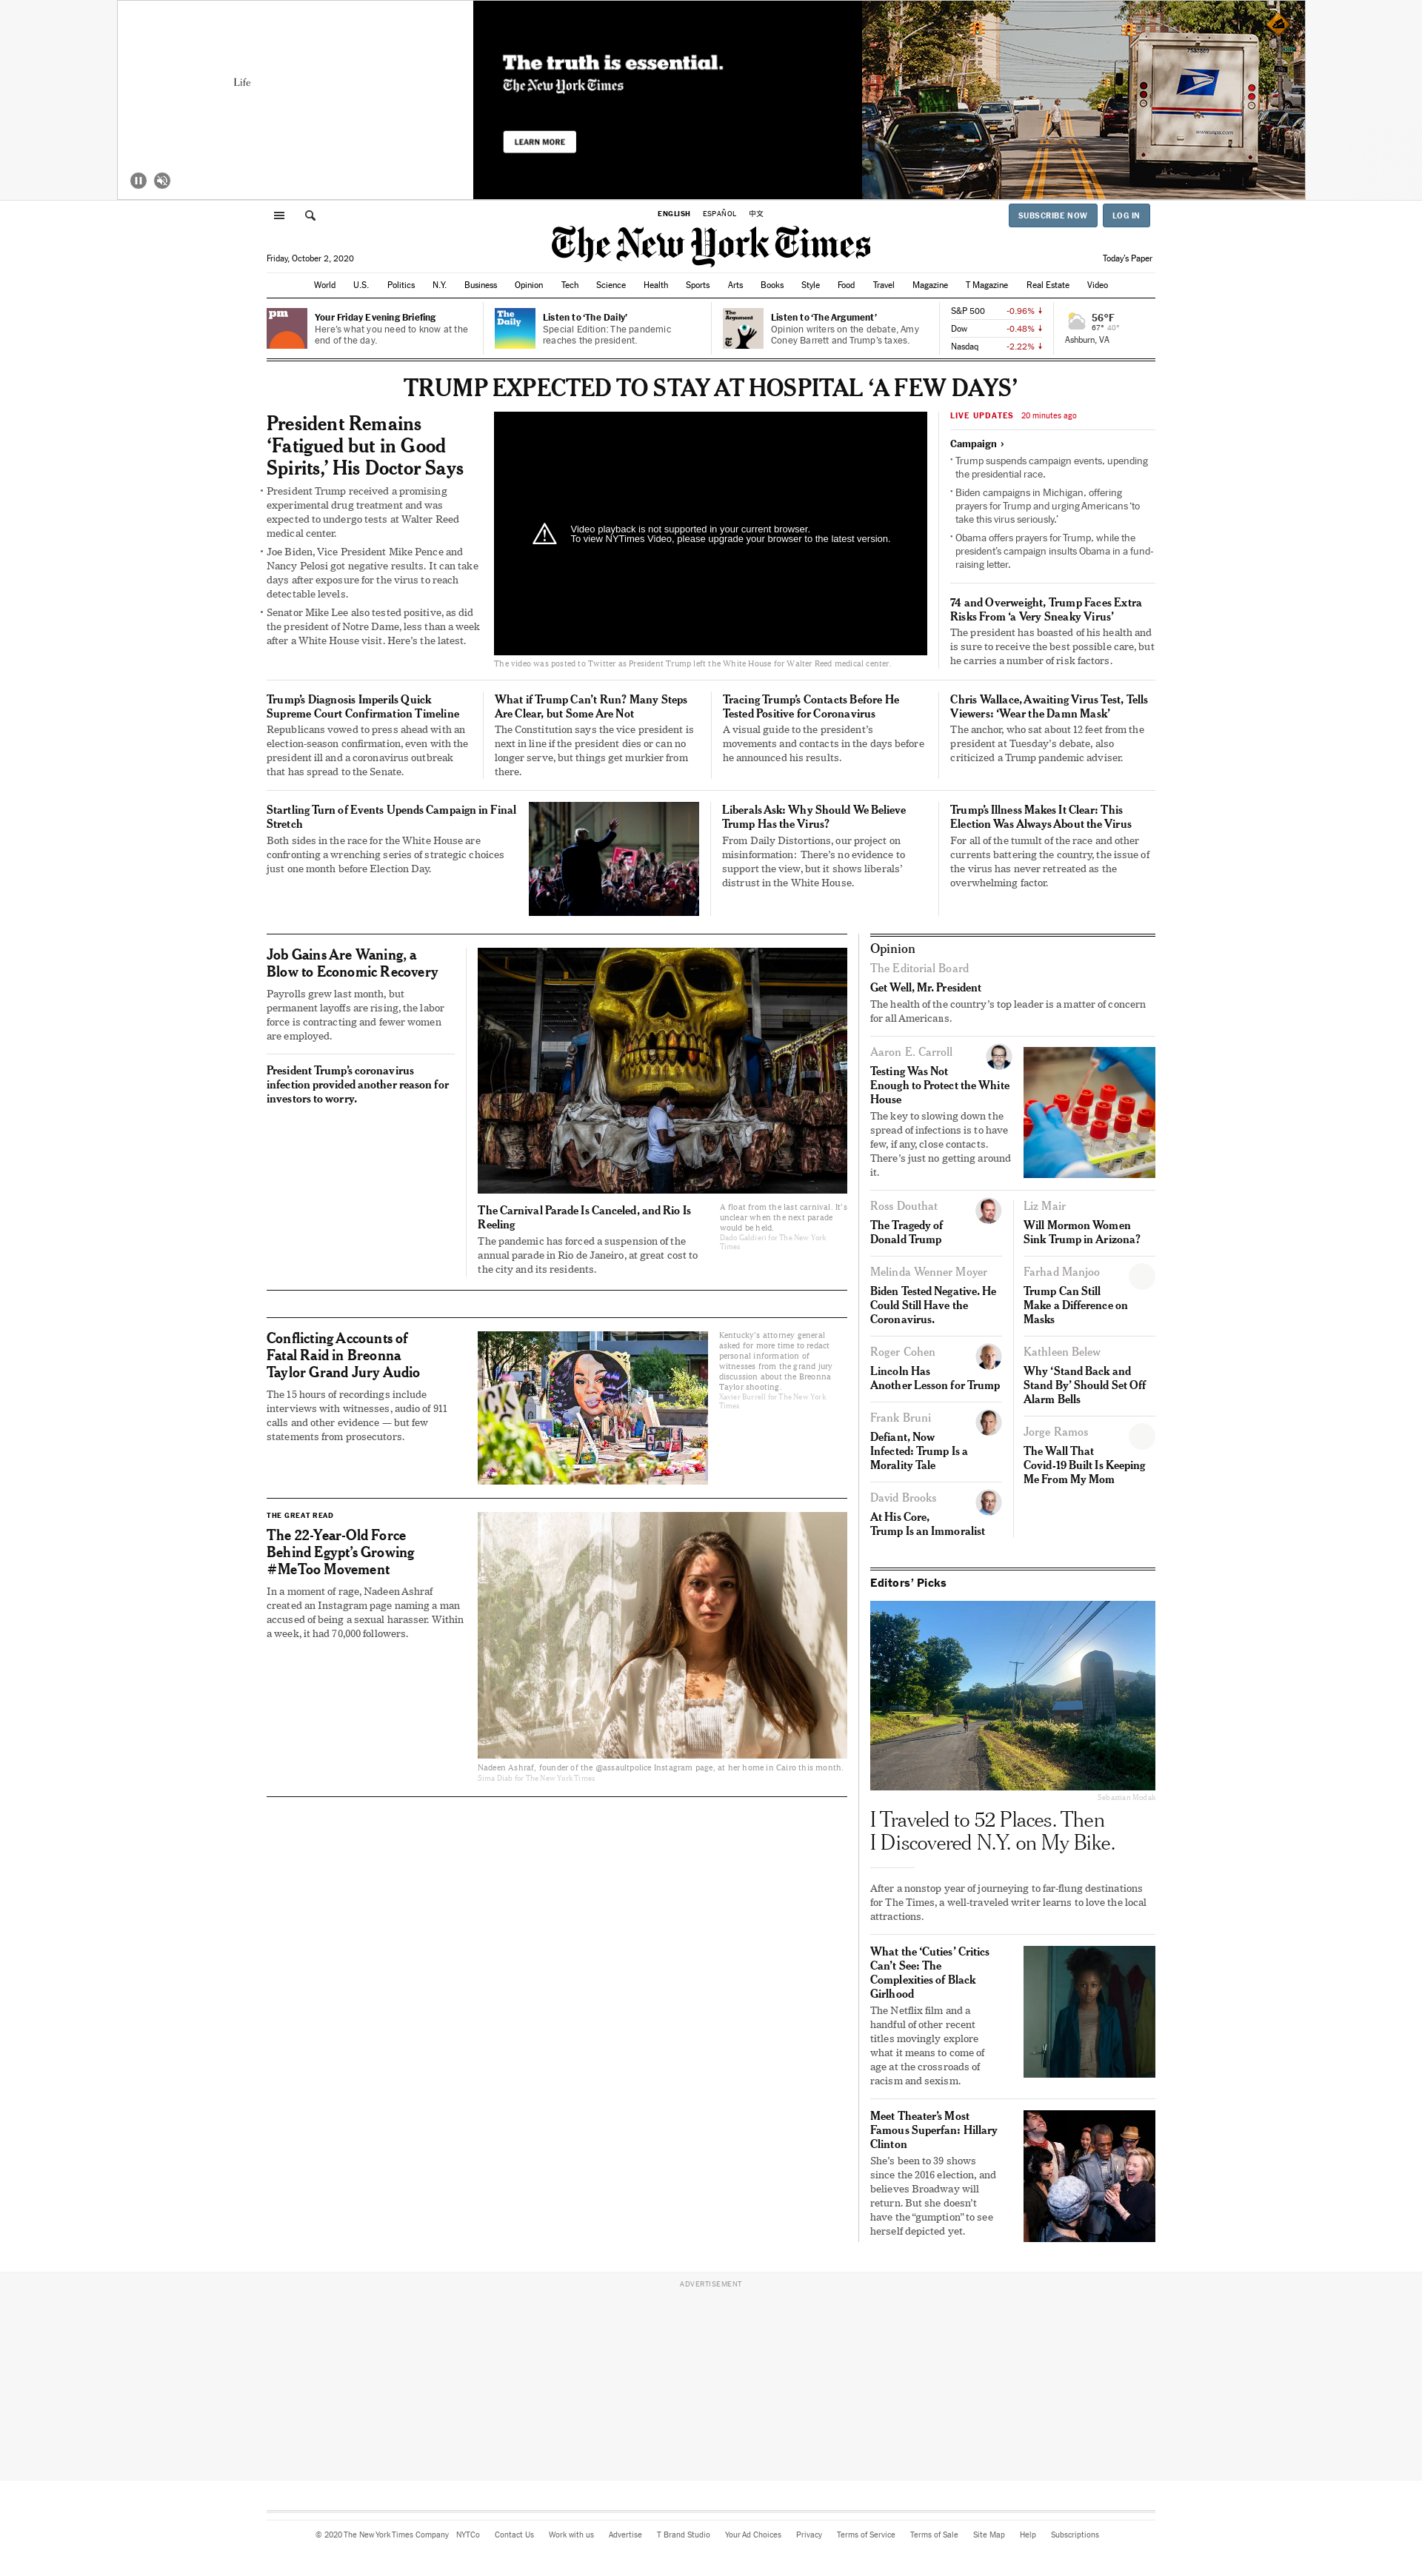 Life
The truth is essential.
The New York Times
LEARN MORE
www.usps.com
ENGLISH ESPAÑOL 中文
SUBSCRIBE NOW LOG IN
The New York Times
Friday, October 2, 2020
Today's Paper
World U.S. Politics N.Y. Business Opinion Tech Science Health Sports Arts Books Style Food Travel Magazine T Magazine Real Estate Video
pm
Your Friday Evening Briefing
Here's what you need to know at the
end of the day.
The
Daily
Listen to 'The Daily'
Special Edition: The pandemic
reaches the president.
The
Argument
Listen to 'The Argument'
Opinion writers on the debate, Amy
Coney Barrett and Trump's taxes.
S&P 500 -0.96% ↓
Dow -0.48% ↓
Nasdaq -2.22% ↓
56°F
67° 40°
Ashburn, VA
TRUMP EXPECTED TO STAY AT HOSPITAL ‘A FEW DAYS’
President Remains
‘Fatigued but in Good
Spirits,’ His Doctor Says
• President Trump received a promising
experimental drug and was
expected to undergo tests at Walter Reed
medical center.
• Joe Biden, Vice President Mike Pence and
Nancy Pelosi got negative results. It can take
days after exposure for the virus to reach
detectable levels.
• Senator Mike Lee also tested positive, as did
the president of Notre Dame, less than a week
after a White House visit. Here's the latest.
Video playback is not supported in your current browser.
To view NYTimes Video, please upgrade your browser to the latest version.
The video was posted to Twitter as President Trump left the White House for Walter Reed medical center.
LIVE UPDATES 20 minutes ago
Campaign ›
• Trump suspends campaign events, upending
the presidential race.
• Biden campaigns in Michigan, offering
prayers for Trump and urging Americans ‘to
take this virus seriously.’
• Obama offers prayers for Trump, while the
president's campaign insults Obama in a fund-
raising letter.
74 and Overweight, Trump Faces Extra
Risks From ‘a Very Sneaky Virus’
The president has boasted of his health and
is sure to receive the best possible care, but
he carries a number of risk factors.
Trump's Diagnosis Imperils Quick
Supreme Court Confirmation Timeline
Republicans vowed to press ahead with an
election-season confirmation, even with the
president ill and a coronavirus outbreak
that has spread to the Senate.
What if Trump Can't Run? Many Steps
Are Clear, but Some Are Not
The Constitution says the vice president is
next in line if the president dies or can no
longer serve, but things get murkier from
there.
Tracing Trump's Contacts Before He
Tested Positive for Coronavirus
A visual guide to the president's
movements and contacts in the days before
he announced his results.
Chris Wallace, Awaiting Virus Test, Tells
Viewers: ‘Wear the Damn Mask’
The anchor, who sat about 12 feet from the
president at Tuesday's debate, also
criticized a Trump pandemic adviser.
Startling Turn of Events Upends Campaign in Final
Stretch
Both sides in the race for the White House are
confronting a wrenching series of strategic choices
just one month before Election Day.
Liberals Ask: Why Should We Believe
Trump Has the Virus?
From Daily Distortions, our project on
misinformation: There's no evidence to
support the view, but it shows liberals’
distrust in the White House.
Trump's Illness Makes It Clear: This
Election Was Always About the Virus
For all of the tumult of the race and other
currents battering the country, the issue of
the virus has never retreated as the
overwhelming factor.
Job Gains Are Waning, a
Blow to Economic Recovery
Payrolls grew last month, but
permanent layoffs are rising, the labor
force is contracting and fewer women
are employed.
President Trump's coronavirus
infection provided another reason for
investors to worry.
The Carnival Parade Is Canceled, and Rio Is
Reeling
The pandemic has forced a suspension of the
annual parade in Rio de Janeiro, at great cost to
the city and its residents.
A float from the last carnival. It's
unclear when the next parade
would be held.
Dado Galdieri for The New York
Times
Conflicting Accounts of
Fatal Raid in Breonna
Taylor Grand Jury Audio
The 15 hours of recordings include
interviews with witnesses, audio of 911
calls and other evidence — but few
statements from prosecutors.
Kentucky's attorney general
asked for more time to redact
personal information of
witnesses from the grand jury
discussion about the Breonna
Taylor shooting.
Xavier Burrell for The New York
Times
THE GREAT READ
The 22-Year-Old Force
Behind Egypt's Growing
#MeToo Movement
In a moment of rage, Nadeen Ashraf
created an Instagram page naming a man
accused of being a sexual harasser. Within
a week, it had 70,000 followers.
Nadeen Ashraf, founder of the @assaultpolice Instagram page, at her home in Cairo this month.
Sima Diab for The New York Times
Opinion
The Editorial Board
Get Well, Mr. President
The health of the country's top leader is a matter of concern
for all Americans.
Aaron E. Carroll
Testing Was Not
Enough to Protect the White
House
The key to slowing down the
spread of infections is to have
few, if any, close contacts.
There's just no getting around
it.
Ross Douthat
The Tragedy of
Donald Trump
Melinda Wenner Moyer
Biden Tested Negative. He
Could Still Have the
Coronavirus.
Roger Cohen
Lincoln Has
Another Lesson for Trump
Frank Bruni
Defiant, Now
Infected: Trump Is a
Morality Tale
David Brooks
At His Core,
Trump Is an Immoralist
Liz Mair
Will Mormon Women
Sink Trump in Arizona?
Farhad Manjoo
Trump Can Still
Make a Difference on
Masks
Kathleen Belew
Why ‘Stand Back and
Stand By’ Should Set Off
Alarm Bells
Jorge Ramos
The Wall That
Covid-19 Built Is Keeping
Me From My Mom
Editors’ Picks
Sebastian Modak
I Traveled to 52 Places. Then
I Discovered N.Y. on My Bike.
After a nonstop year of journeying to far-flung destinations
for The Times, a well-traveled writer learns to love the local
attractions.
What the ‘Cuties’ Critics
Can't See: The
Complexities of Black
Girlhood
The Netflix film and a
handful of other recent
titles movingly explore
what it means to come of
age at the crossroads of
racism and sexism.
Meet Theater's Most
Famous Superfan: Hillary
Clinton
She's been to 39 shows
since the 2016 election, and
believes Broadway will
return. But she doesn't
have the “gumption” to see
herself depicted yet.
ADVERTISEMENT
© 2020 The New York Times Company NYTCo Contact Us Work with us Advertise T Brand Studio Your Ad Choices Privacy Terms of Service Terms of Sale Site Map Help Subscriptions